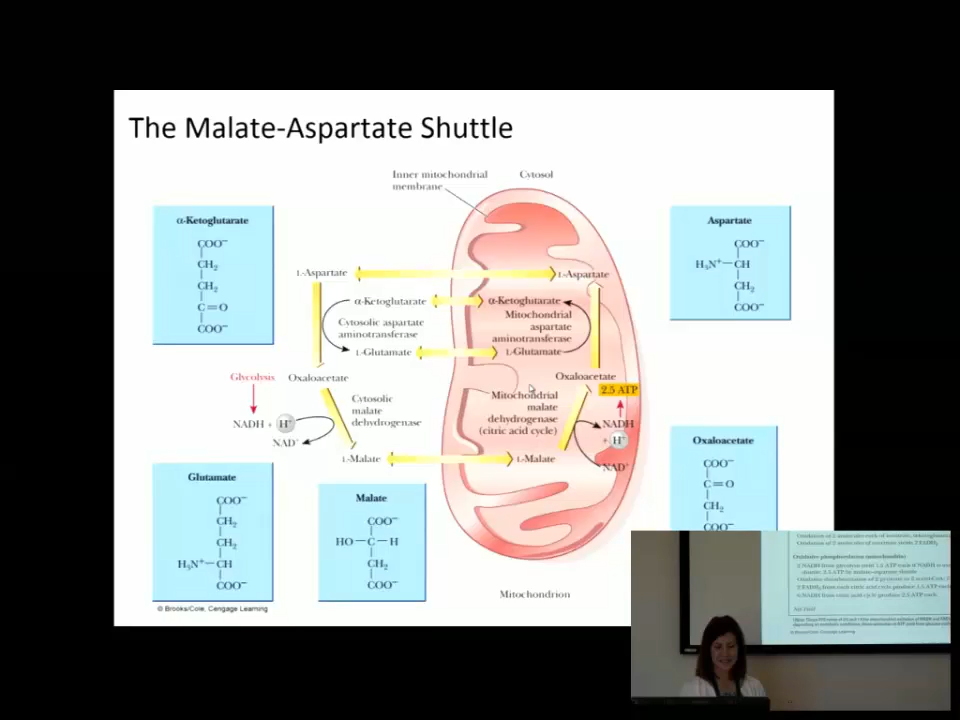 The Malate-Aspartate Shuttle
Inner mitochondrial
membrane
Cytosol
α-Ketoglutarate
COO⁻
CH₂
CH₂
C=O
COO⁻
Aspartate
COO⁻
H₃N⁺—CH
CH₂
COO⁻
L-Aspartate
L-Aspartate
α-Ketoglutarate
α-Ketoglutarate
Cytosolic aspartate
aminotransferase
Mitochondrial
aspartate
aminotransferase
L-Glutamate
L-Glutamate
Glycolysis
Oxaloacetate
Oxaloacetate
2.5 ATP
Cytosolic
malate
dehydrogenase
Mitochondrial
malate
dehydrogenase
(citric acid cycle)
NADH + H⁺
NAD⁺
NADH
+ H⁺
NAD⁺
L-Malate
L-Malate
Glutamate
COO⁻
CH₂
CH₂
H₃N⁺—CH
COO⁻
Malate
COO⁻
HO—C—H
CH₂
COO⁻
Oxaloacetate
COO⁻
C=O
CH₂
COO⁻
Mitochondrion
© Brooks/Cole, Cengage Learning